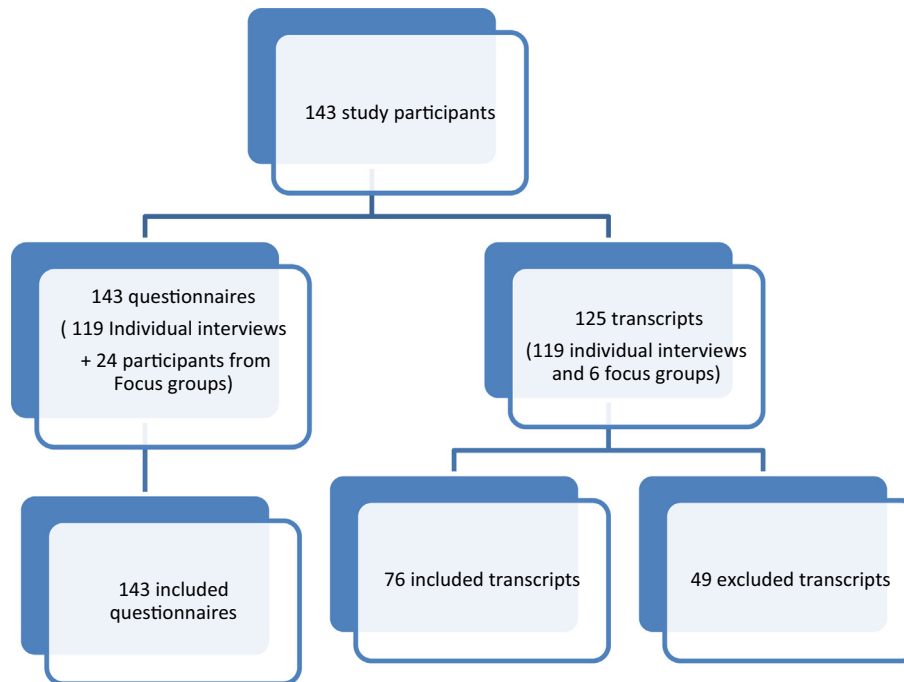 143 study participants
143 questionnaires
( 119 Individual interviews
+ 24 participants from
Focus groups)
125 transcripts
(119 individual interviews
and 6 focus groups)
143 included
questionnaires
76 included transcripts
49 excluded transcripts